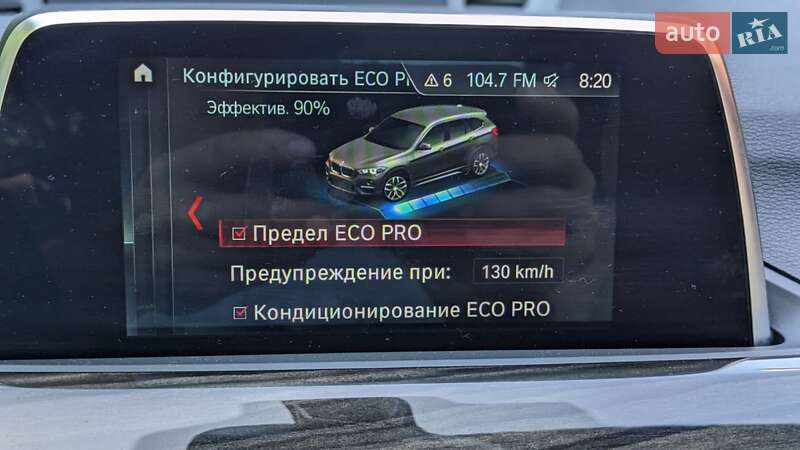 auto RIA.com
Конфигурировать ECO P 6 104.7 FM 8:20
Эффектив. 90%
Предел ECO PRO
Предупреждение при: 130 km/h
Кондиционирование ECO PRO